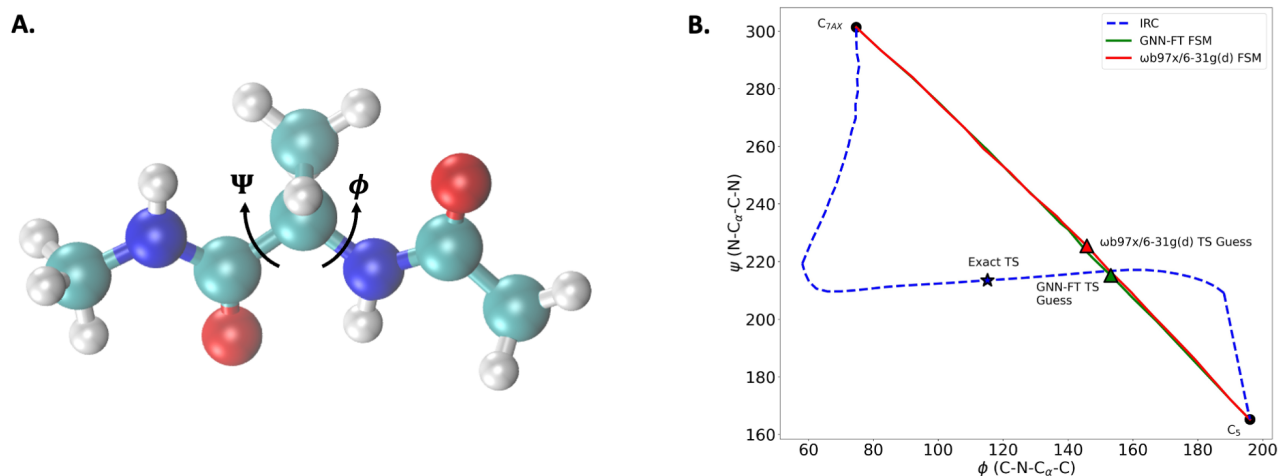 A.
Ψ
ϕ
B.
IRC
GNN-FT FSM
ωb97x/6-31g(d) FSM
C7AX
ωb97x/6-31g(d) TS Guess
Exact TS
GNN-FT TS
Guess
C5
ψ (N-Cα-C-N)
300
280
260
240
220
200
180
160
60
80
100
120
140
160
180
200
ϕ (C-N-Cα-C)